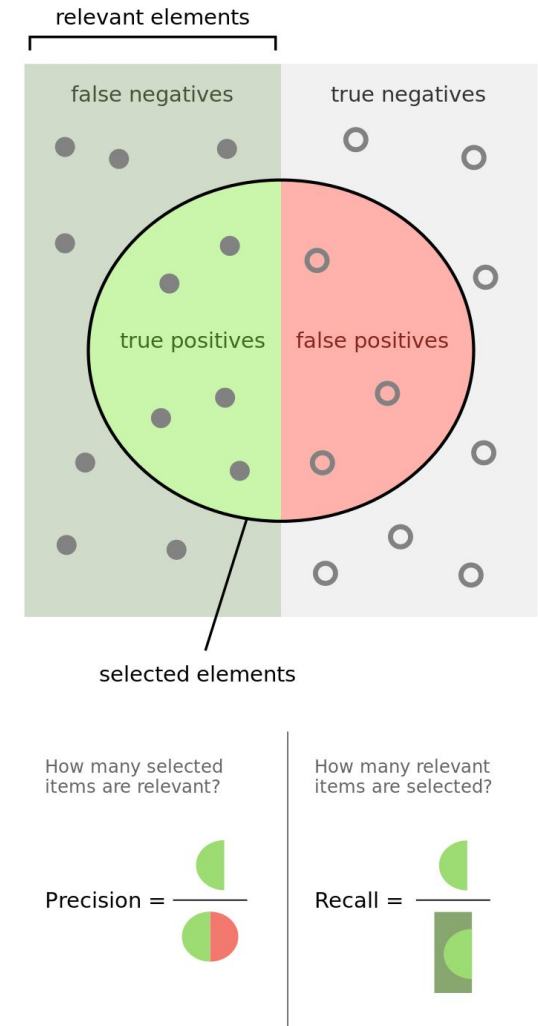 relevant elements
false negatives
true negatives
true positives
false positives
selected elements
How many selected
items are relevant?
How many relevant
items are selected?
Precision =
Recall =